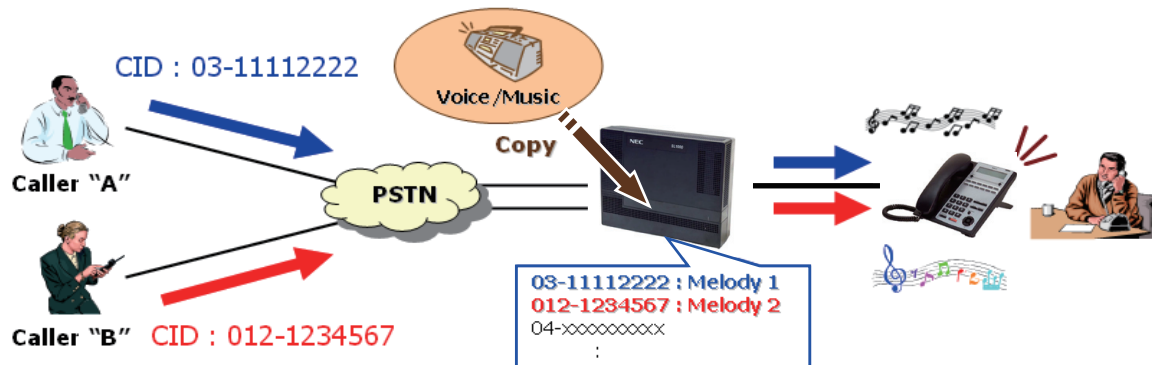 CID : 03-11112222
Voice/Music
Copy
NEC
Caller "A"
PSTN
03-11112222 : Melody 1
012-1234567 : Melody 2
04-xxxxxxxxxx
:
Caller "B"
CID : 012-1234567